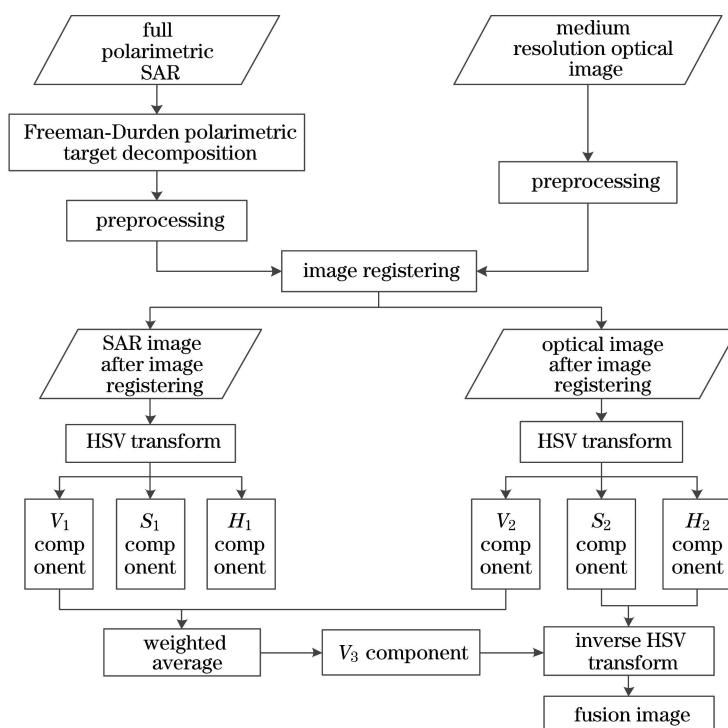 full
polarimetric
SAR
medium
resolution optical
image
Freeman-Durden polarimetric
target decomposition
preprocessing
preprocessing
image registering
SAR image
after image
registering
optical image
after image
registering
HSV transform
HSV transform
V₁
comp
onent
S₁
comp
onent
H₁
comp
onent
V₂
comp
onent
S₂
comp
onent
H₂
comp
onent
weighted
average
V₃ component
inverse HSV
transform
fusion image